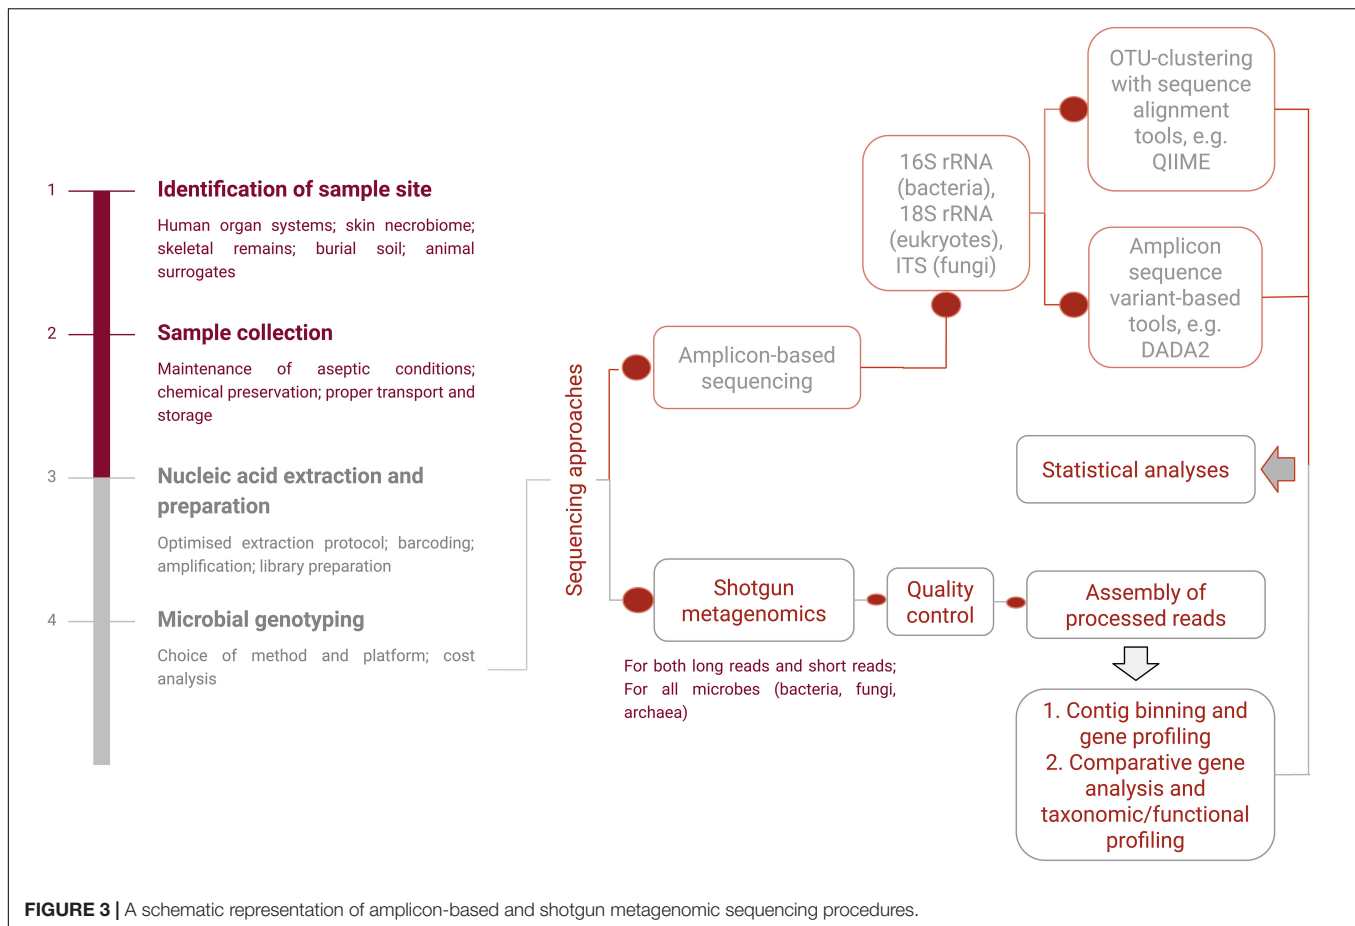 1
Identification of sample site
Human organ systems; skin necrobiome;
skeletal remains; burial soil; animal
surrogates
2
Sample collection
Maintenance of aseptic conditions;
chemical preservation; proper transport and
storage
3
Nucleic acid extraction and
preparation
Optimised extraction protocol; barcoding;
amplification; library preparation
4
Microbial genotyping
Choice of method and platform; cost
analysis
Sequencing approaches
Amplicon-based
sequencing
16S rRNA
(bacteria),
18S rRNA
(eukryotes),
ITS (fungi)
OTU-clustering
with sequence
alignment
tools, e.g.
QIIME
Amplicon
sequence
variant-based
tools, e.g.
DADA2
Statistical analyses
Shotgun
metagenomics
For both long reads and short reads;
For all microbes (bacteria, fungi,
archaea)
Quality
control
Assembly of
processed reads
1. Contig binning and
gene profiling
2. Comparative gene
analysis and
taxonomic/functional
profiling
FIGURE 3 | A schematic representation of amplicon-based and shotgun metagenomic sequencing procedures.